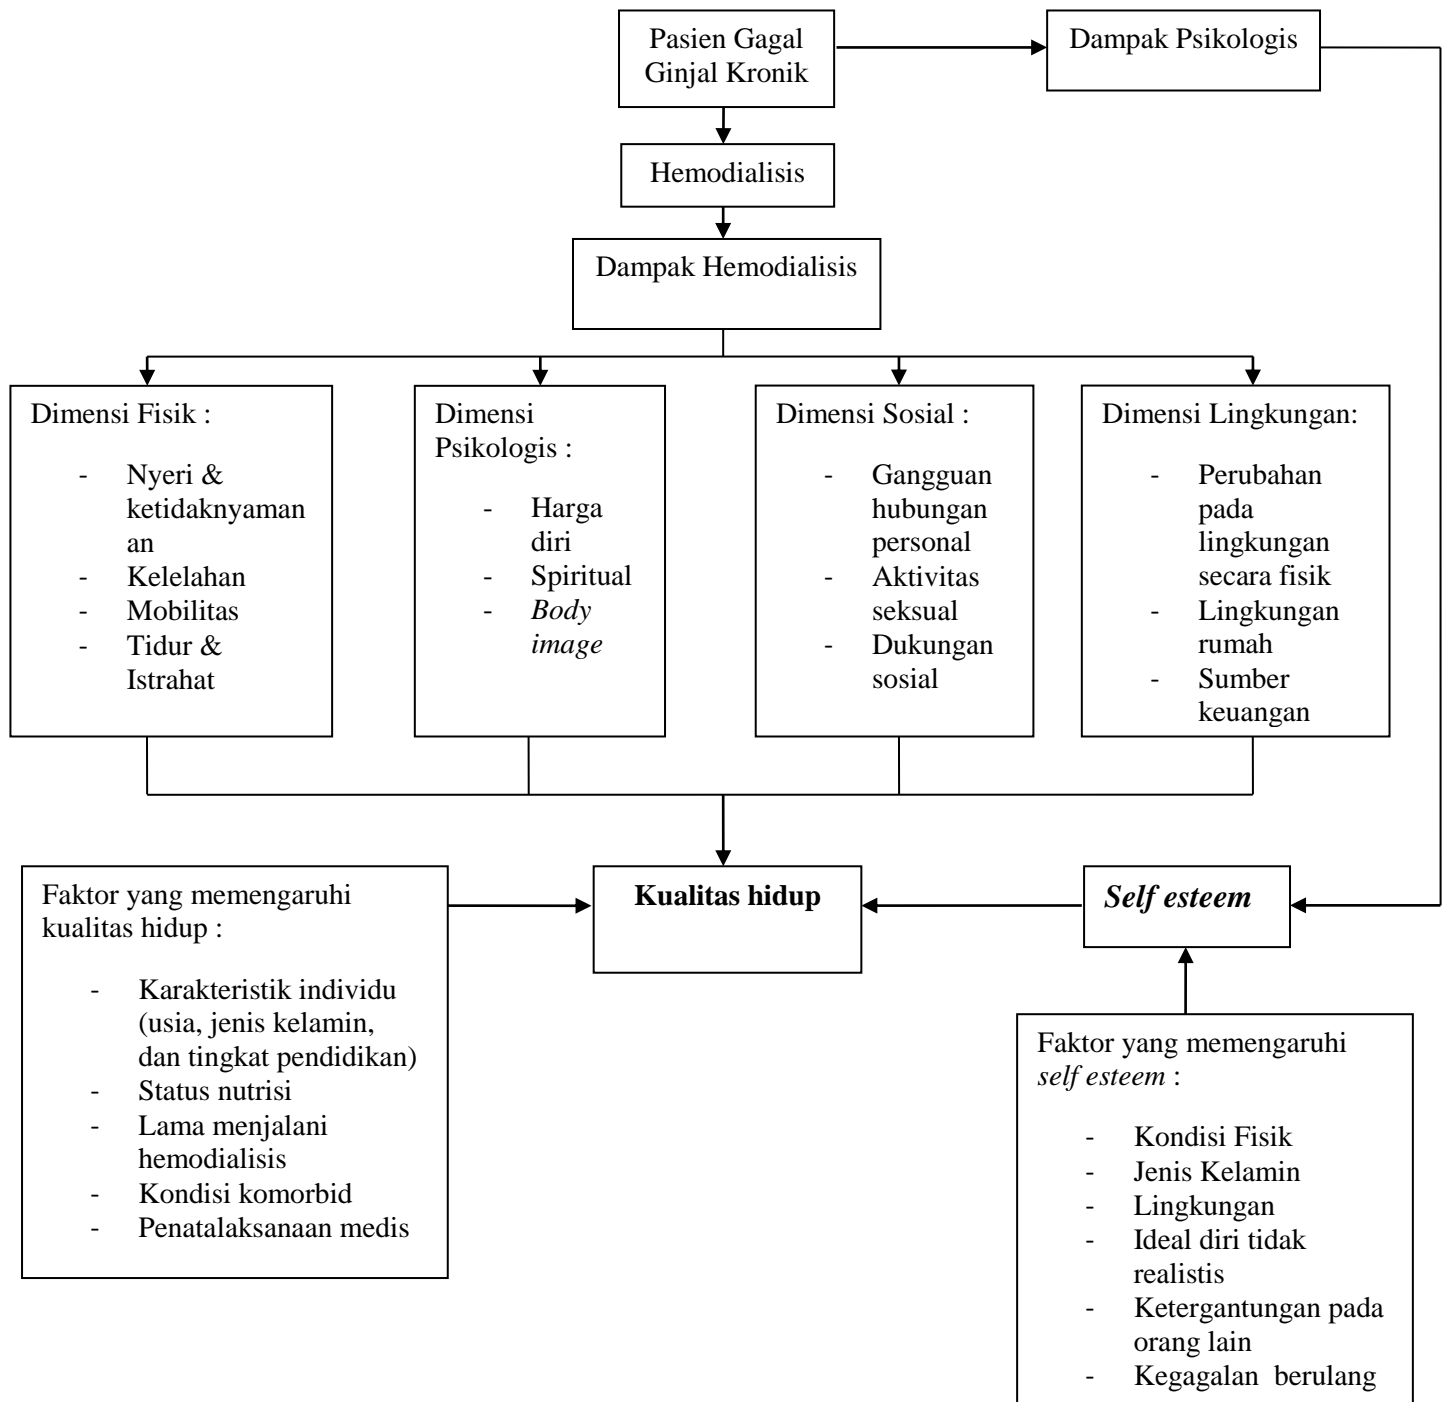 Pasien Gagal
Ginjal Kronik
Dampak Psikologis
Hemodialisis
Dampak Hemodialisis
Dimensi Fisik :
- Nyeri &
ketidaknyaman
an
- Kelelahan
- Mobilitas
- Tidur &
Istrahat
Dimensi
Psikologis :
- Harga
diri
- Spiritual
- Body
image
Dimensi Sosial :
- Gangguan
hubungan
personal
- Aktivitas
seksual
- Dukungan
sosial
Dimensi Lingkungan:
- Perubahan
pada
lingkungan
secara fisik
- Lingkungan
rumah
- Sumber
keuangan
Faktor yang memengaruhi
kualitas hidup :
- Karakteristik individu
(usia, jenis kelamin,
dan tingkat pendidikan)
- Status nutrisi
- Lama menjalani
hemodialisis
- Kondisi komorbid
- Penatalaksanaan medis
Kualitas hidup
Self esteem
Faktor yang memengaruhi
self esteem :
- Kondisi Fisik
- Jenis Kelamin
- Lingkungan
- Ideal diri tidak
realistis
- Ketergantungan pada
orang lain
- Kegagalan berulang